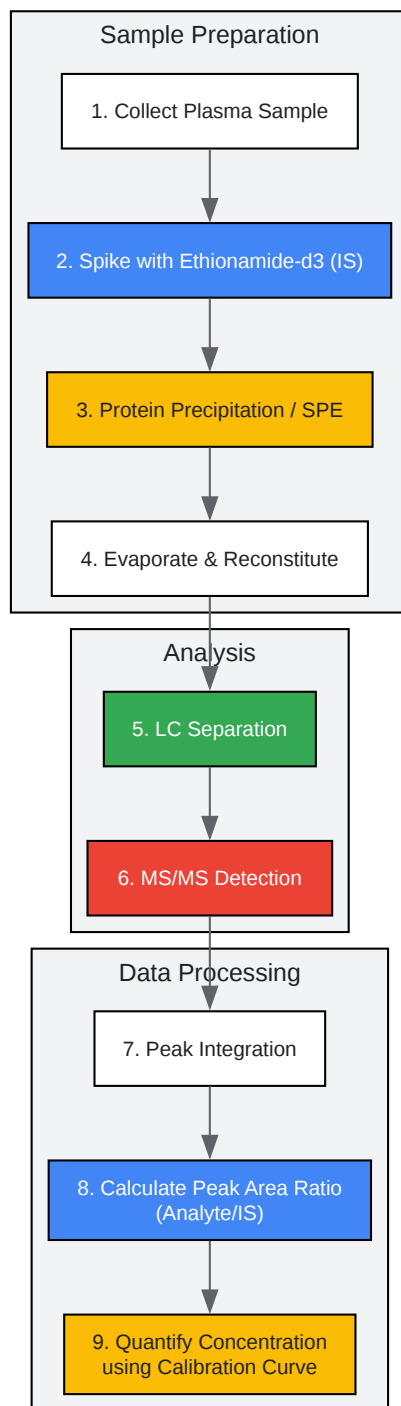 Sample Preparation
1. Collect Plasma Sample
2. Spike with Ethionamide-d3 (IS)
3. Protein Precipitation / SPE
4. Evaporate & Reconstitute
Analysis
5. LC Separation
6. MS/MS Detection
Data Processing
7. Peak Integration
8. Calculate Peak Area Ratio
(Analyte/IS)
9. Quantify Concentration
using Calibration Curve